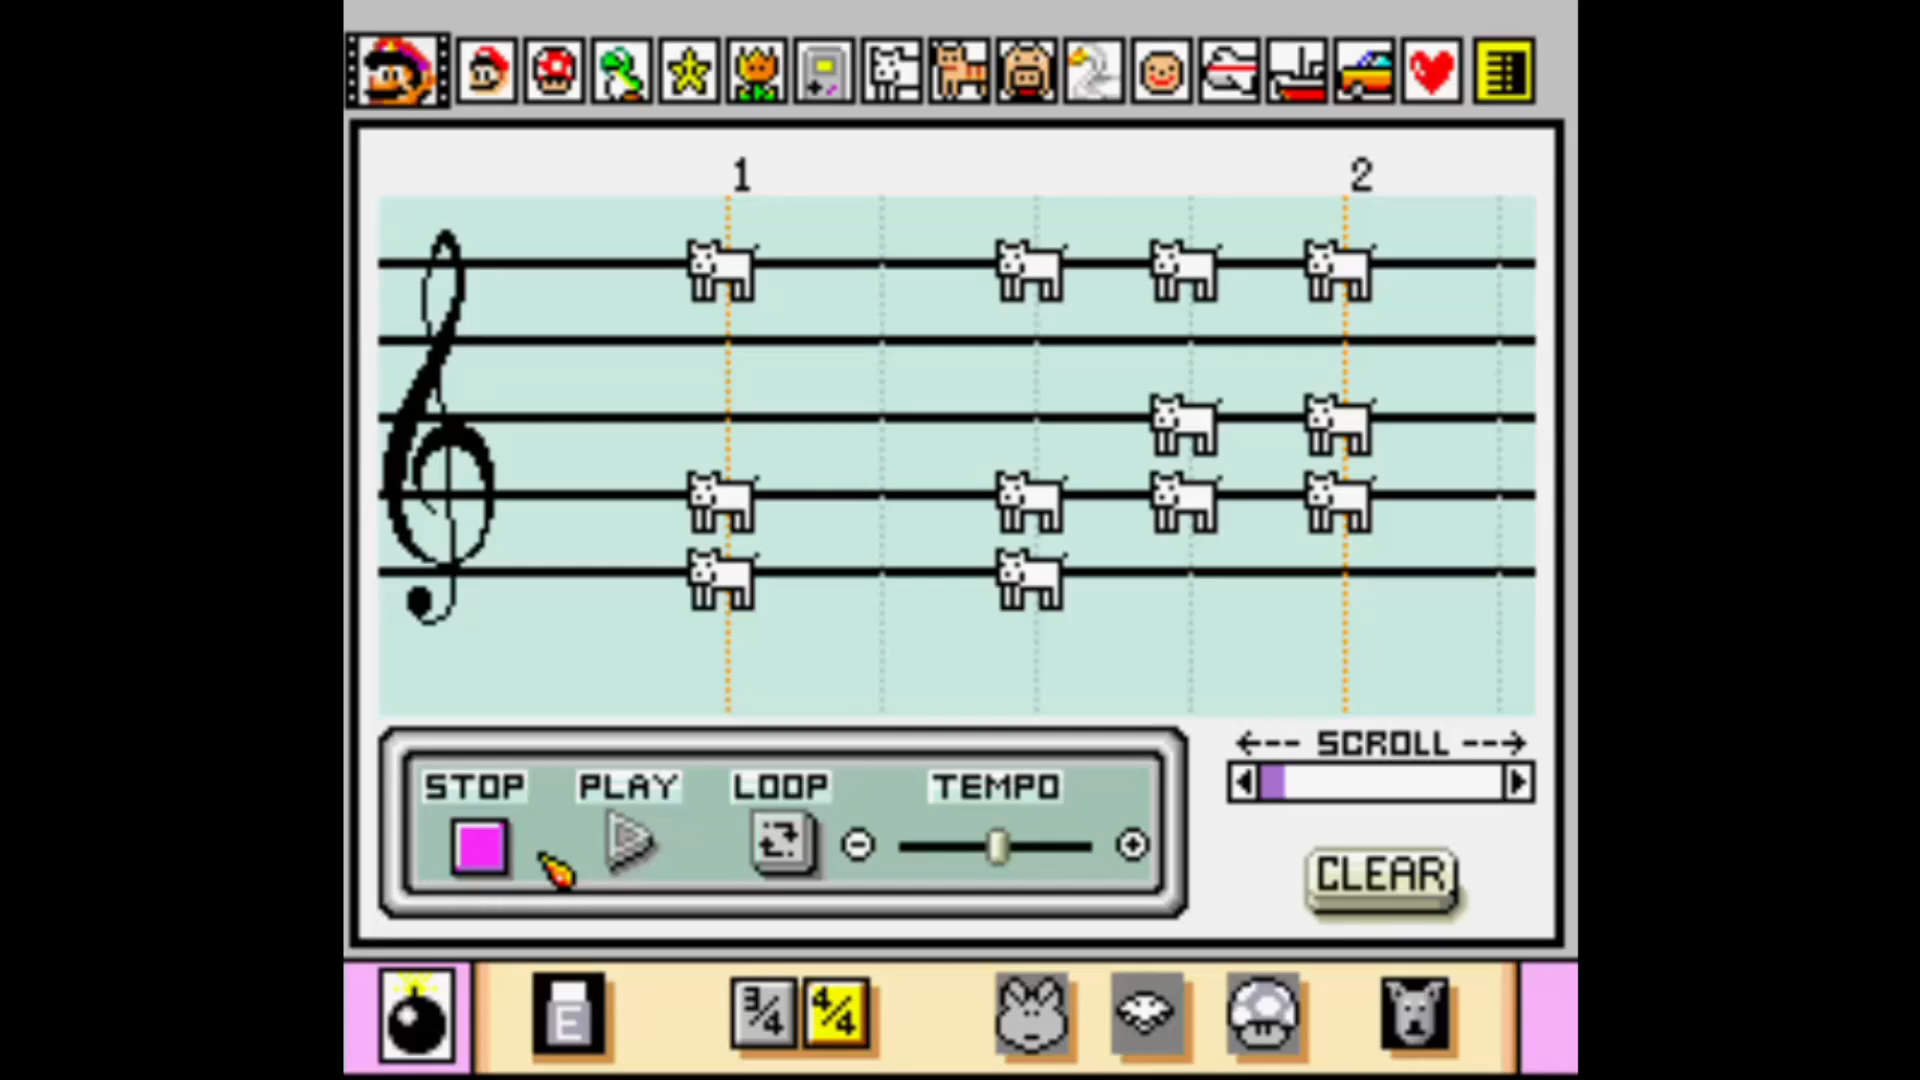 1 2
<--- SCROLL --->
STOP PLAY LOOP TEMPO
CLEAR
E 3/4 4/4